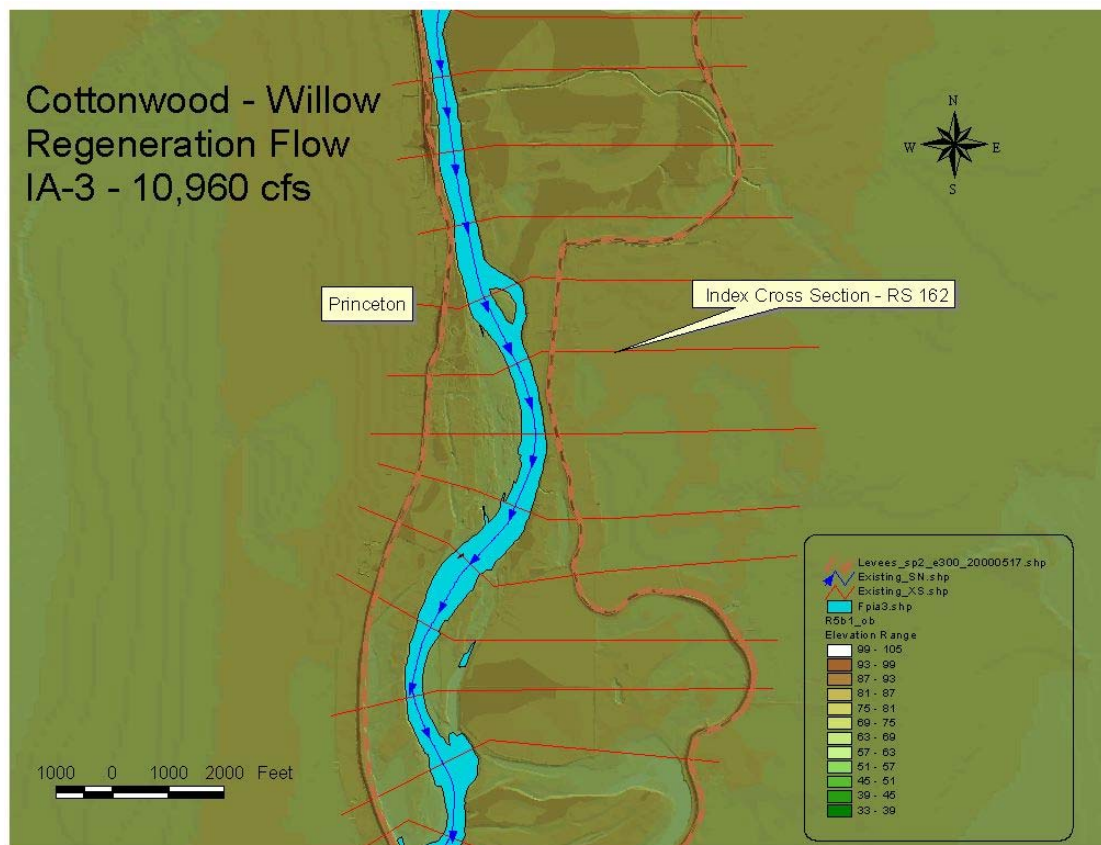 Cottonwood - Willow
Regeneration Flow
IA-3 - 10,960 cfs
N
W
E
S
Princeton
Index Cross Section - RS 162
Levees_sp2_e300_20000517.shp
Existing_SN.shp
Existing_XS.shp
Fpia3.shp
R5b1_ob
Elevation Range
99 - 105
93 - 99
87 - 93
81 - 87
75 - 81
69 - 75
63 - 69
57 - 63
51 - 57
45 - 51
39 - 45
33 - 39
1000 0 1000 2000 Feet